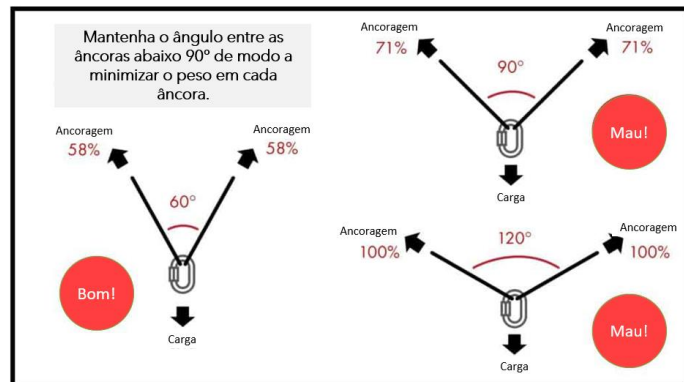 Mantenha o ângulo entre as
âncoras abaixo 90º de modo a
minimizar o peso em cada
âncora.
Ancoragem
58%
Ancoragem
58%
60°
Bom!
Carga
Ancoragem
71%
Ancoragem
71%
90°
Mau!
Carga
Ancoragem
100%
Ancoragem
100%
120°
Mau!
Carga